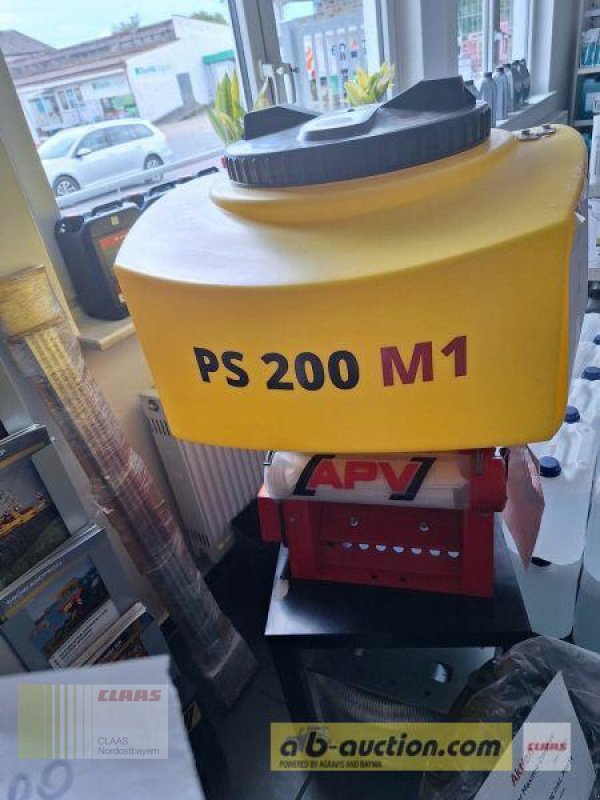 PS 200 M1
[APV]
CLAAS
CLAAS
Nordostbayern
ab-auction.com
POWERED BY AGRAVIS AND BAYWA
CLAAS